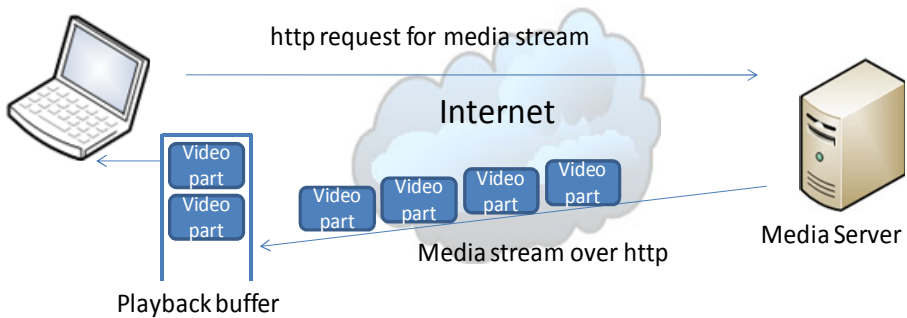 http request for media stream
Internet
Video
part
Video
part
Video
part
Video
part
Video
part
Video
part
Media stream over http
Media Server
Playback buffer